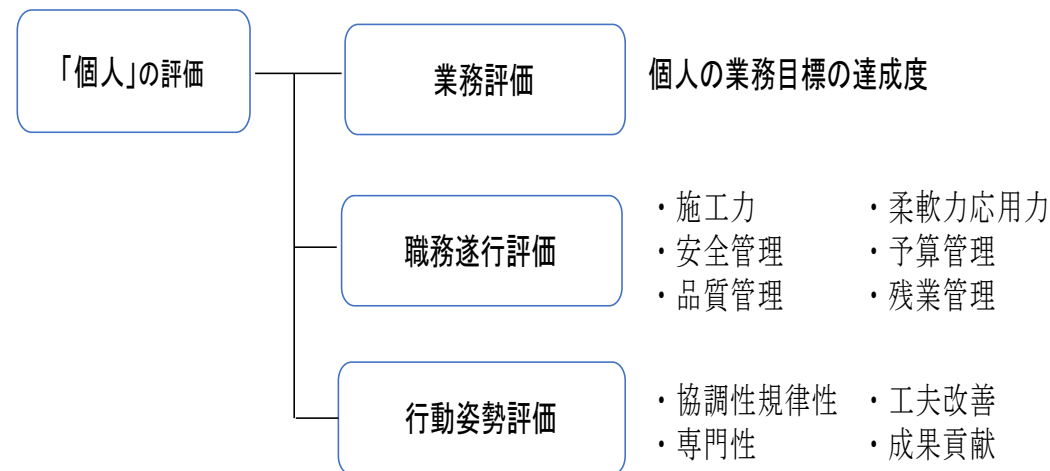 「個人」の評価
業務評価
個人の業務目標の達成度
職務遂行評価
・施工力
・柔軟力応用力
・安全管理
・予算管理
・品質管理
・残業管理
行動姿勢評価
・協調性規律性
・工夫改善
・専門性
・成果貢献